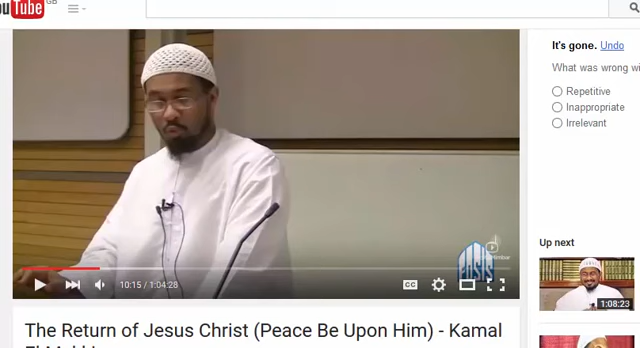 YouTube GB
It's gone. Undo
What was wrong wi
Repetitive
Inappropriate
Irrelevant
10:15 / 1:04:28
CC
Up next
1:08:23
The Return of Jesus Christ (Peace Be Upon Him) - Kamal